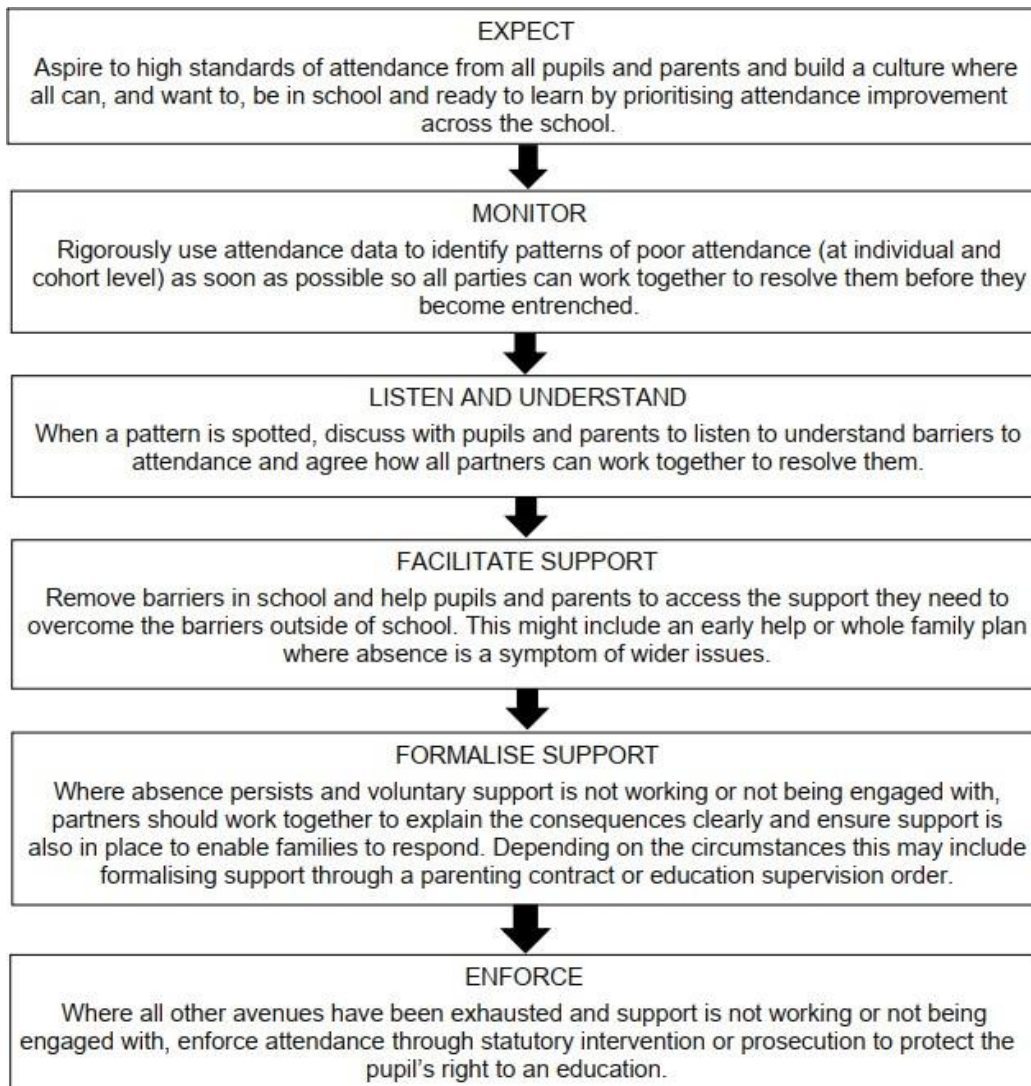 EXPECT
Aspire to high standards of attendance from all pupils and parents and build a culture where
all can, and want to, be in school and ready to learn by prioritising attendance improvement
across the school.
MONITOR
Rigorously use attendance data to identify patterns of poor attendance (at individual and
cohort level) as soon as possible so all parties can work together to resolve them before they
become entrenched.
LISTEN AND UNDERSTAND
When a pattern is spotted, discuss with pupils and parents to listen to understand barriers to
attendance and agree how all partners can work together to resolve them.
FACILITATE SUPPORT
Remove barriers in school and help pupils and parents to access the support they need to
overcome the barriers outside of school. This might include an early help or whole family plan
where absence is a symptom of wider issues.
FORMALISE SUPPORT
Where absence persists and voluntary support is not working or not being engaged with,
partners should work together to explain the consequences clearly and ensure support is
also in place to enable families to respond. Depending on the circumstances this may include
formalising support through a parenting contract or education supervision order.
ENFORCE
Where all other avenues have been exhausted and support is not working or not being
engaged with, enforce attendance through statutory intervention or prosecution to protect the
pupil's right to an education.